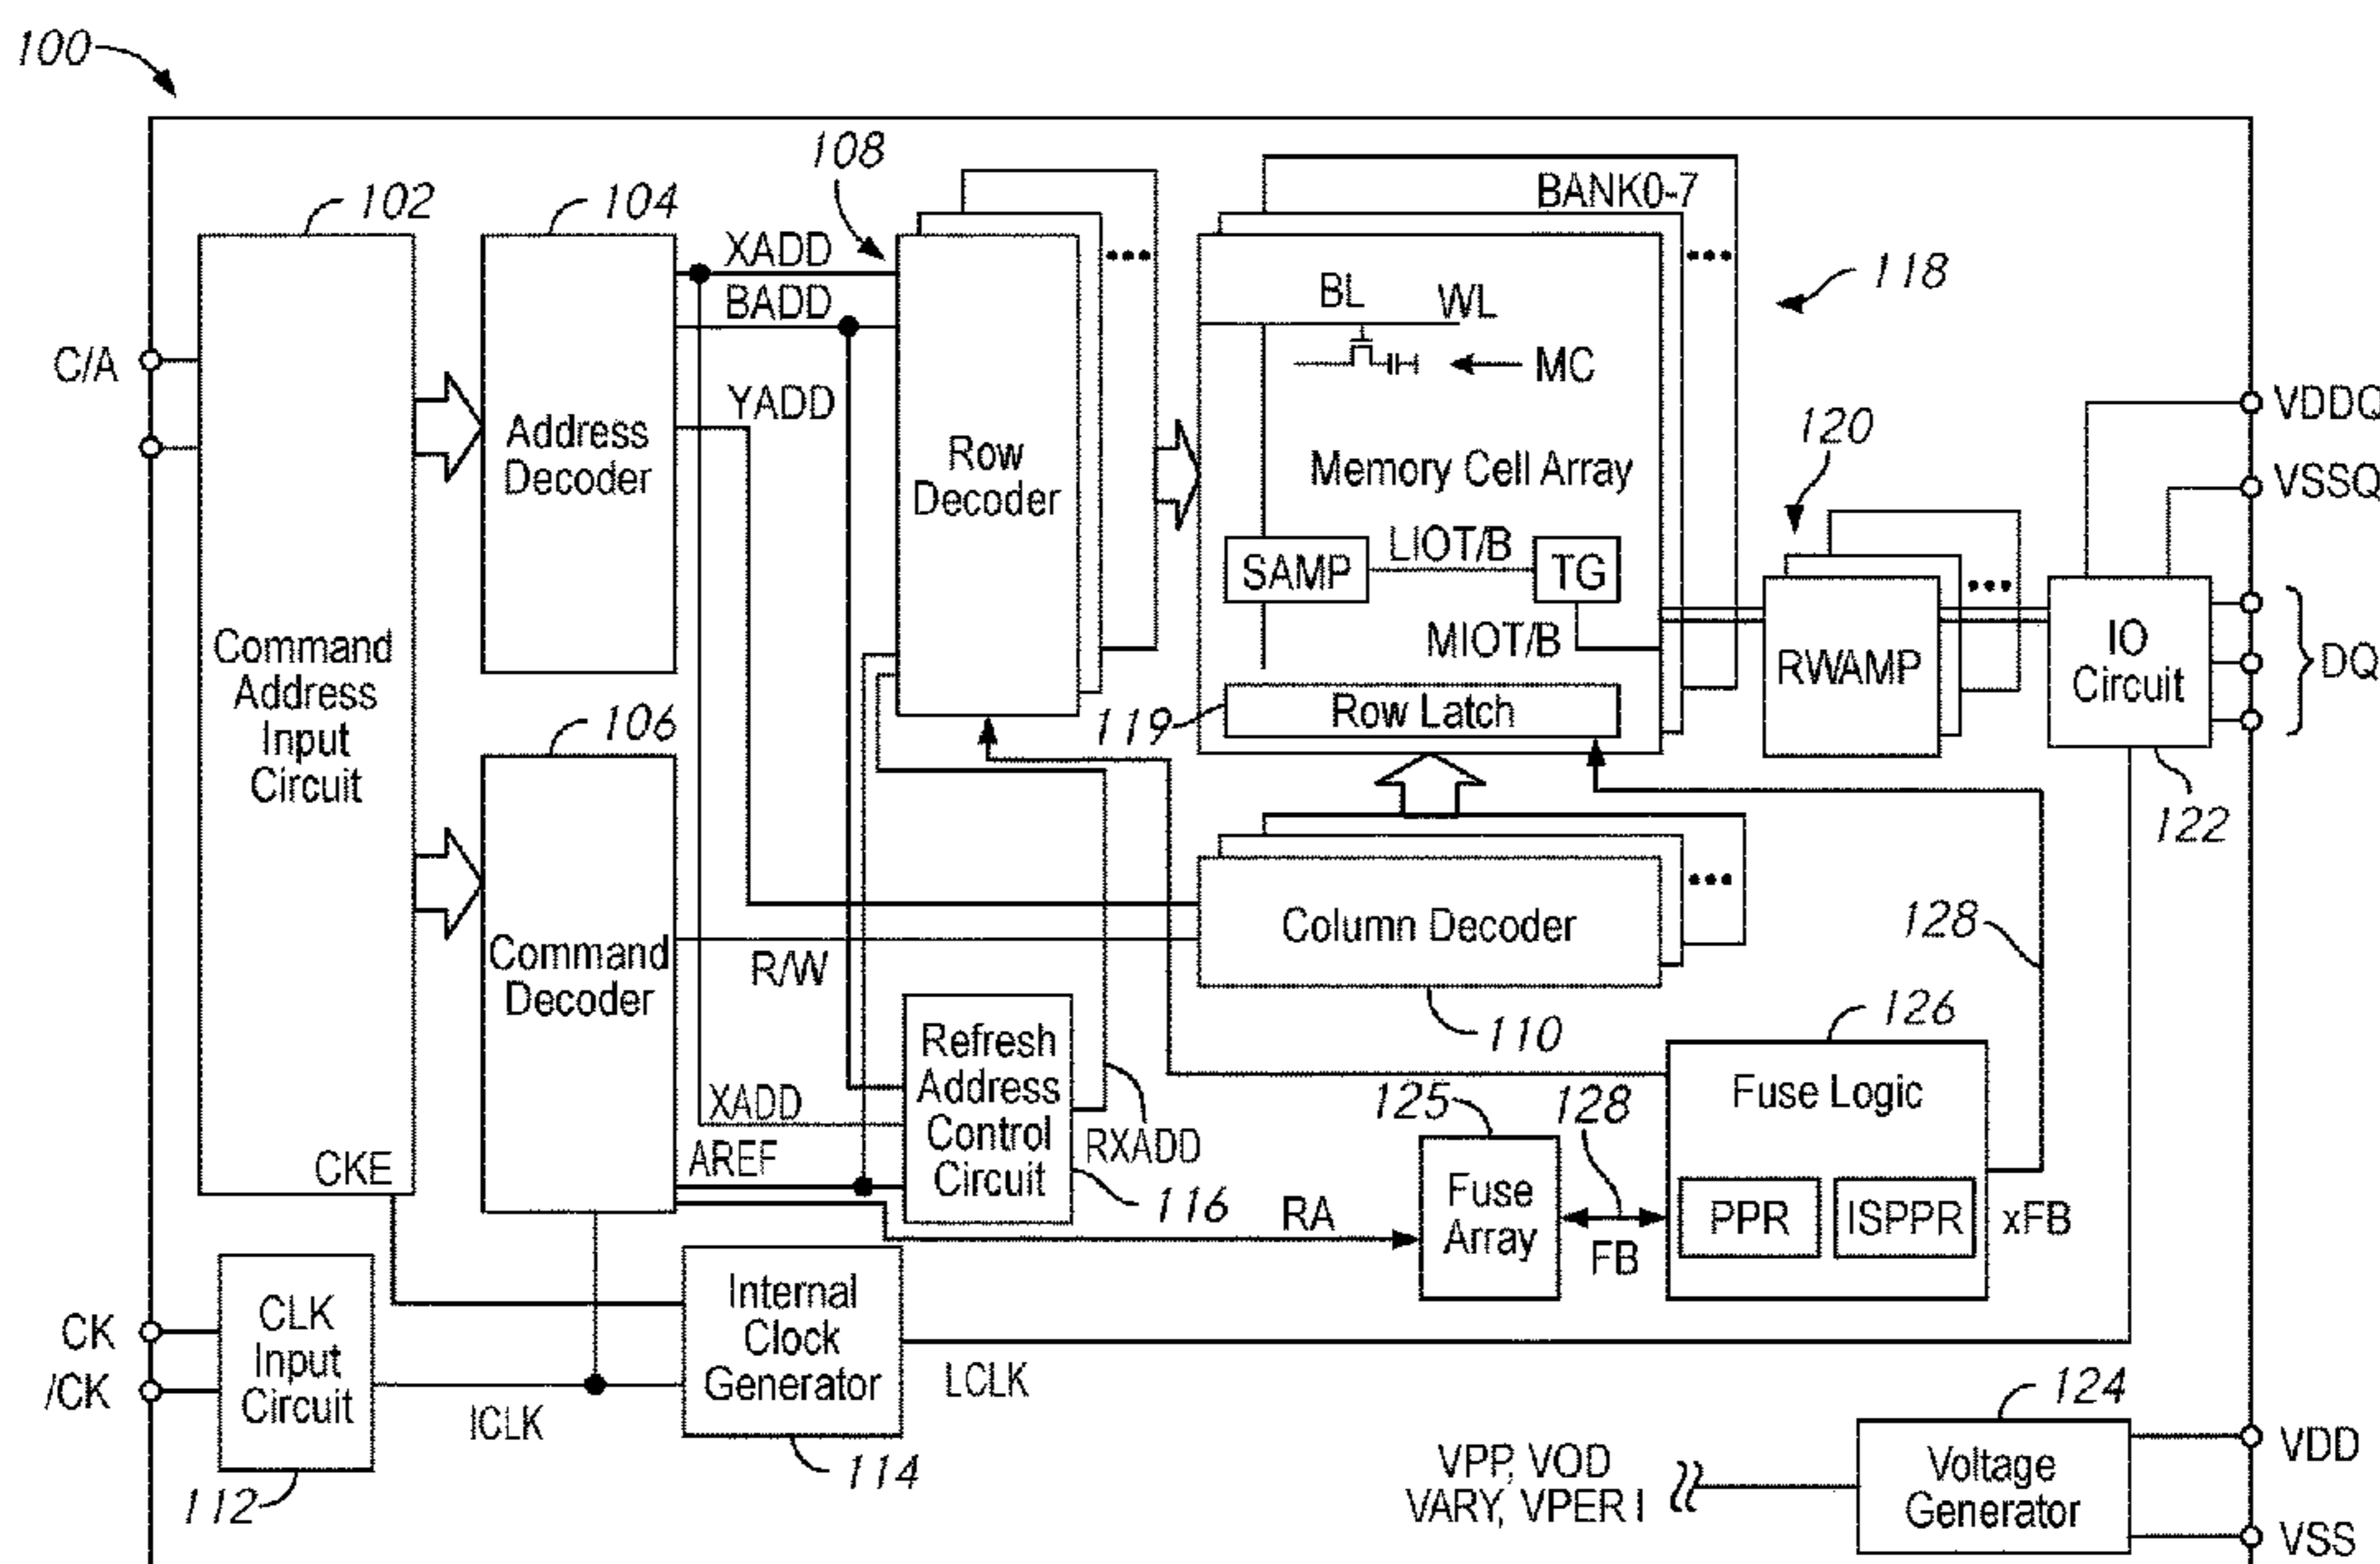 100
108
BANK0-7
102
104
XADD
BADD
YADD
118
BL
WL
MC
C/A
VDDQ
VSSQ
Address
Decoder
Row
Decoder
Memory Cell Array
120
SAMP
LIOT/B
TG
MIOT/B
RWAMP
IO
Circuit
DQ
Command
Address
Input
Circuit
106
119
Row Latch
122
Command
Decoder
R/W
Column Decoder
128
110
126
Refresh
Address
Control
Circuit
XADD
AREF
RXADD
116
125
128
Fuse Logic
CKE
RA
Fuse
Array
FB
PPR
ISPPR
xFB
CK
/CK
CLK
Input
Circuit
ICLK
Internal
Clock
Generator
LCLK
112
114
124
VPP, VOD
VARY, VPER I
Voltage
Generator
VDD
VSS